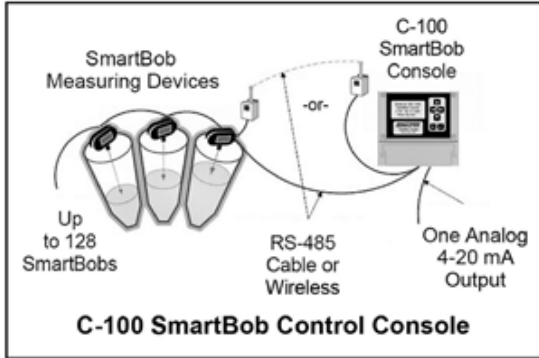 C-100
SmartBob
Console
SmartBob
Measuring Devices
-or-
Up
to 128
SmartBobs
RS-485
Cable or
Wireless
One Analog
4-20 mA
Output
C-100 SmartBob Control Console